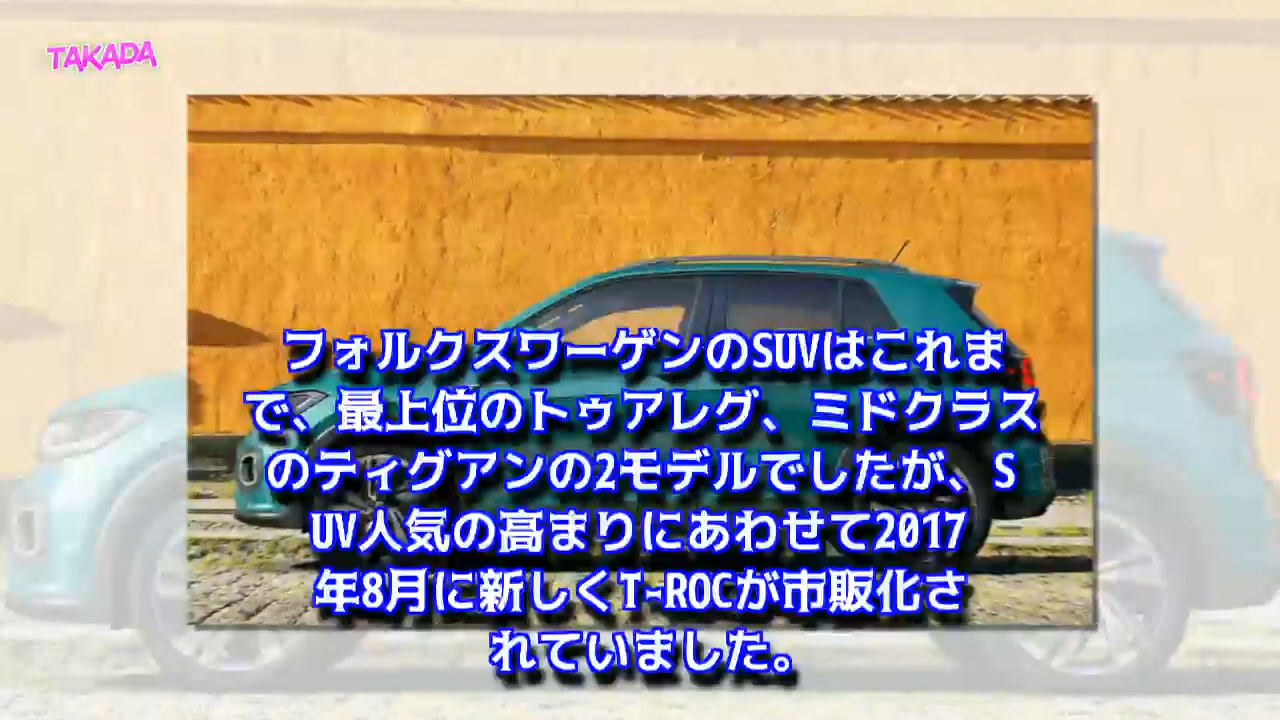 TAKADA
フォルクスワーゲンのSUVはこれま
で、最上位のトゥアレグ、ミドクラス
のティグアンの2モデルでしたが、S
UV人気の高まりにあわせて2017
年8月に新しくT-ROCが市販化さ
れていました。